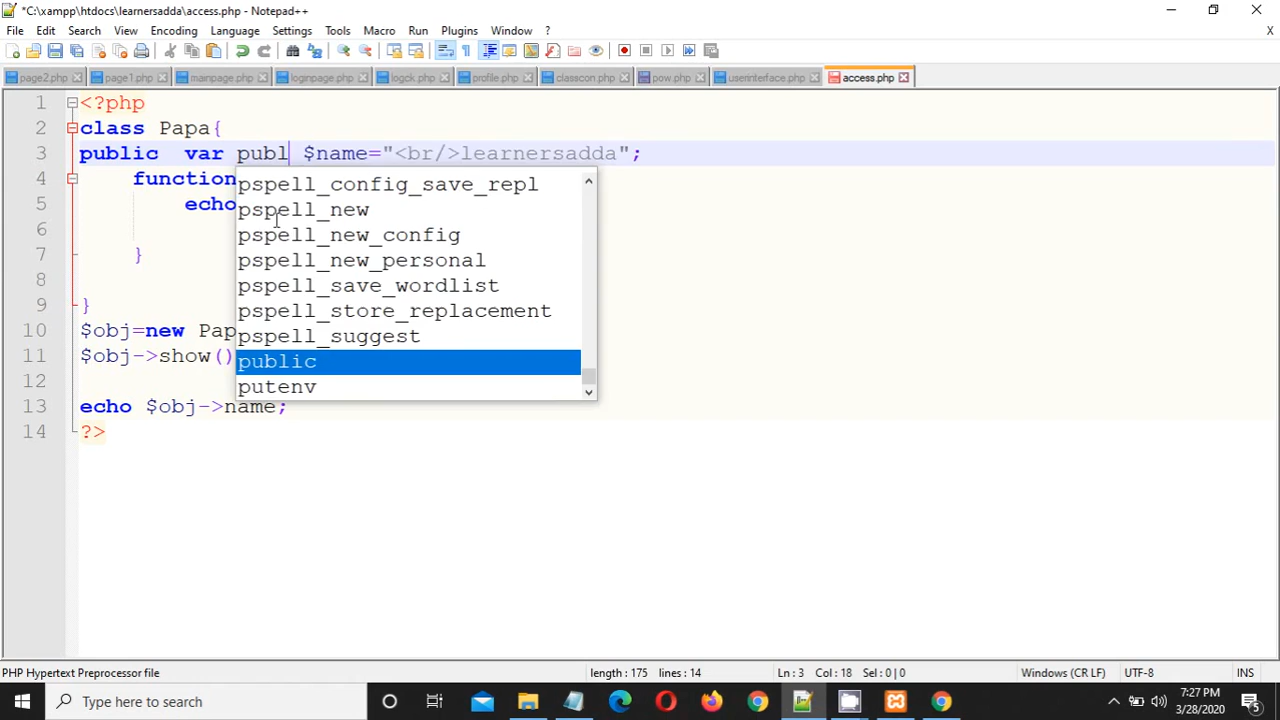 *C:\xampp\htdocs\learnersadda\access.php - Notepad++
File Edit Search View Encoding Language Settings Tools Macro Run Plugins Window ?
X
page2.php page1.php mainpage.php loginpage.php logck.php profile.php classcon.php pow.php userinterface.php access.php
1 <?php
2 class Papa{
3 public  var publ $name="<br/>learnersadda";
4 function
pspell_config_save_repl
5 echo
pspell_new
6
pspell_new_config
7 }
pspell_new_personal
8
pspell_save_wordlist
9 }
pspell_store_replacement
10 $obj=new Pap
pspell_suggest
11 $obj->show()
public
12
putenv
13 echo $obj->name;
14 ?>
PHP Hypertext Preprocessor file length : 175 lines : 14 Ln : 3 Col : 18 Sel : 0 | 0 Windows (CR LF) UTF-8 INS
Type here to search
7:27 PM
3/28/2020
5